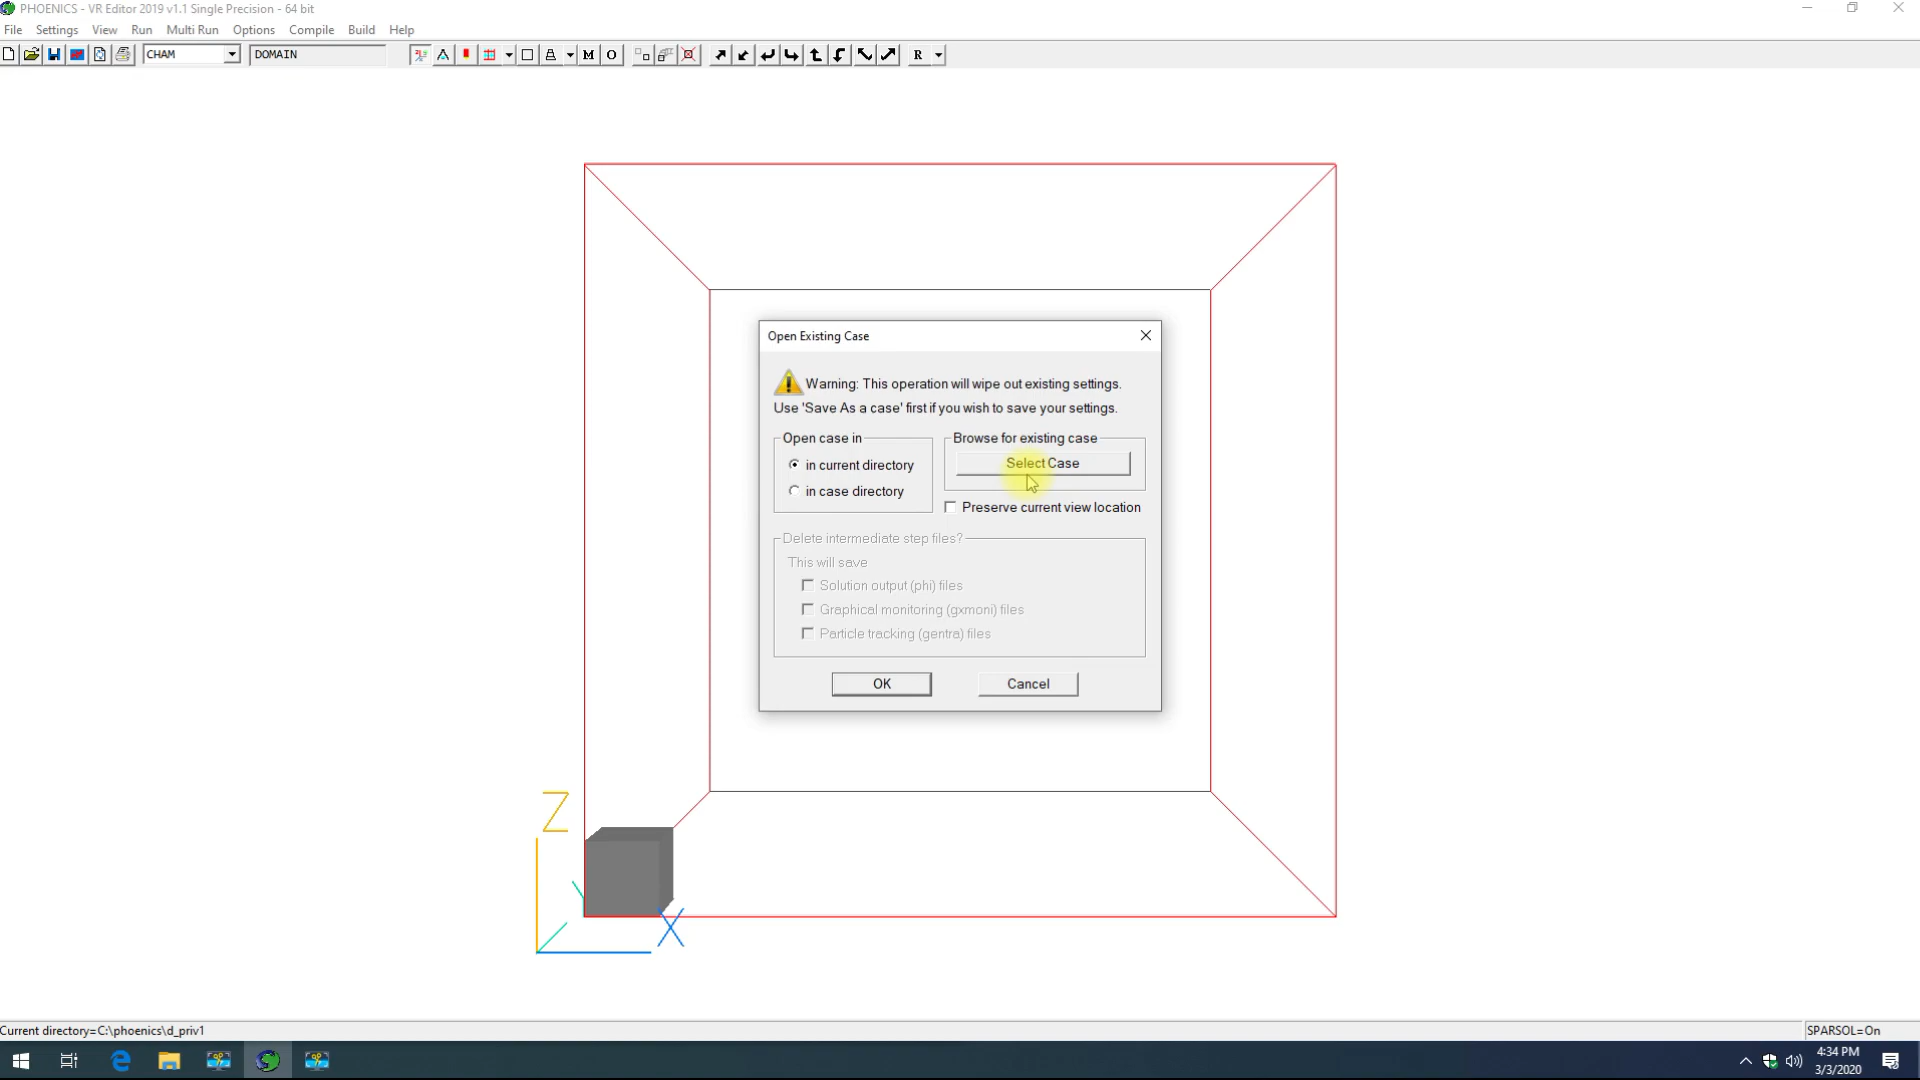 PHOENICS - VR Editor 2019 v1.1 Single Precision - 64 bit
File Settings View Run Multi Run Options Compile Build Help
CHAM DOMAIN M O R
Open Existing Case
Warning: This operation will wipe out existing settings.
Use 'Save As a case' first if you wish to save your settings.
Open case in
in current directory
in case directory
Browse for existing case
Select Case
Preserve current view location
Delete intermediate step files?
This will save
Solution output (phi) files
Graphical monitoring (gxmoni) files
Particle tracking (gentra) files
OK Cancel
Z
X
Current directory=C:\phoenics\d_priv1 SPARSOL=On
4:34 PM
3/3/2020